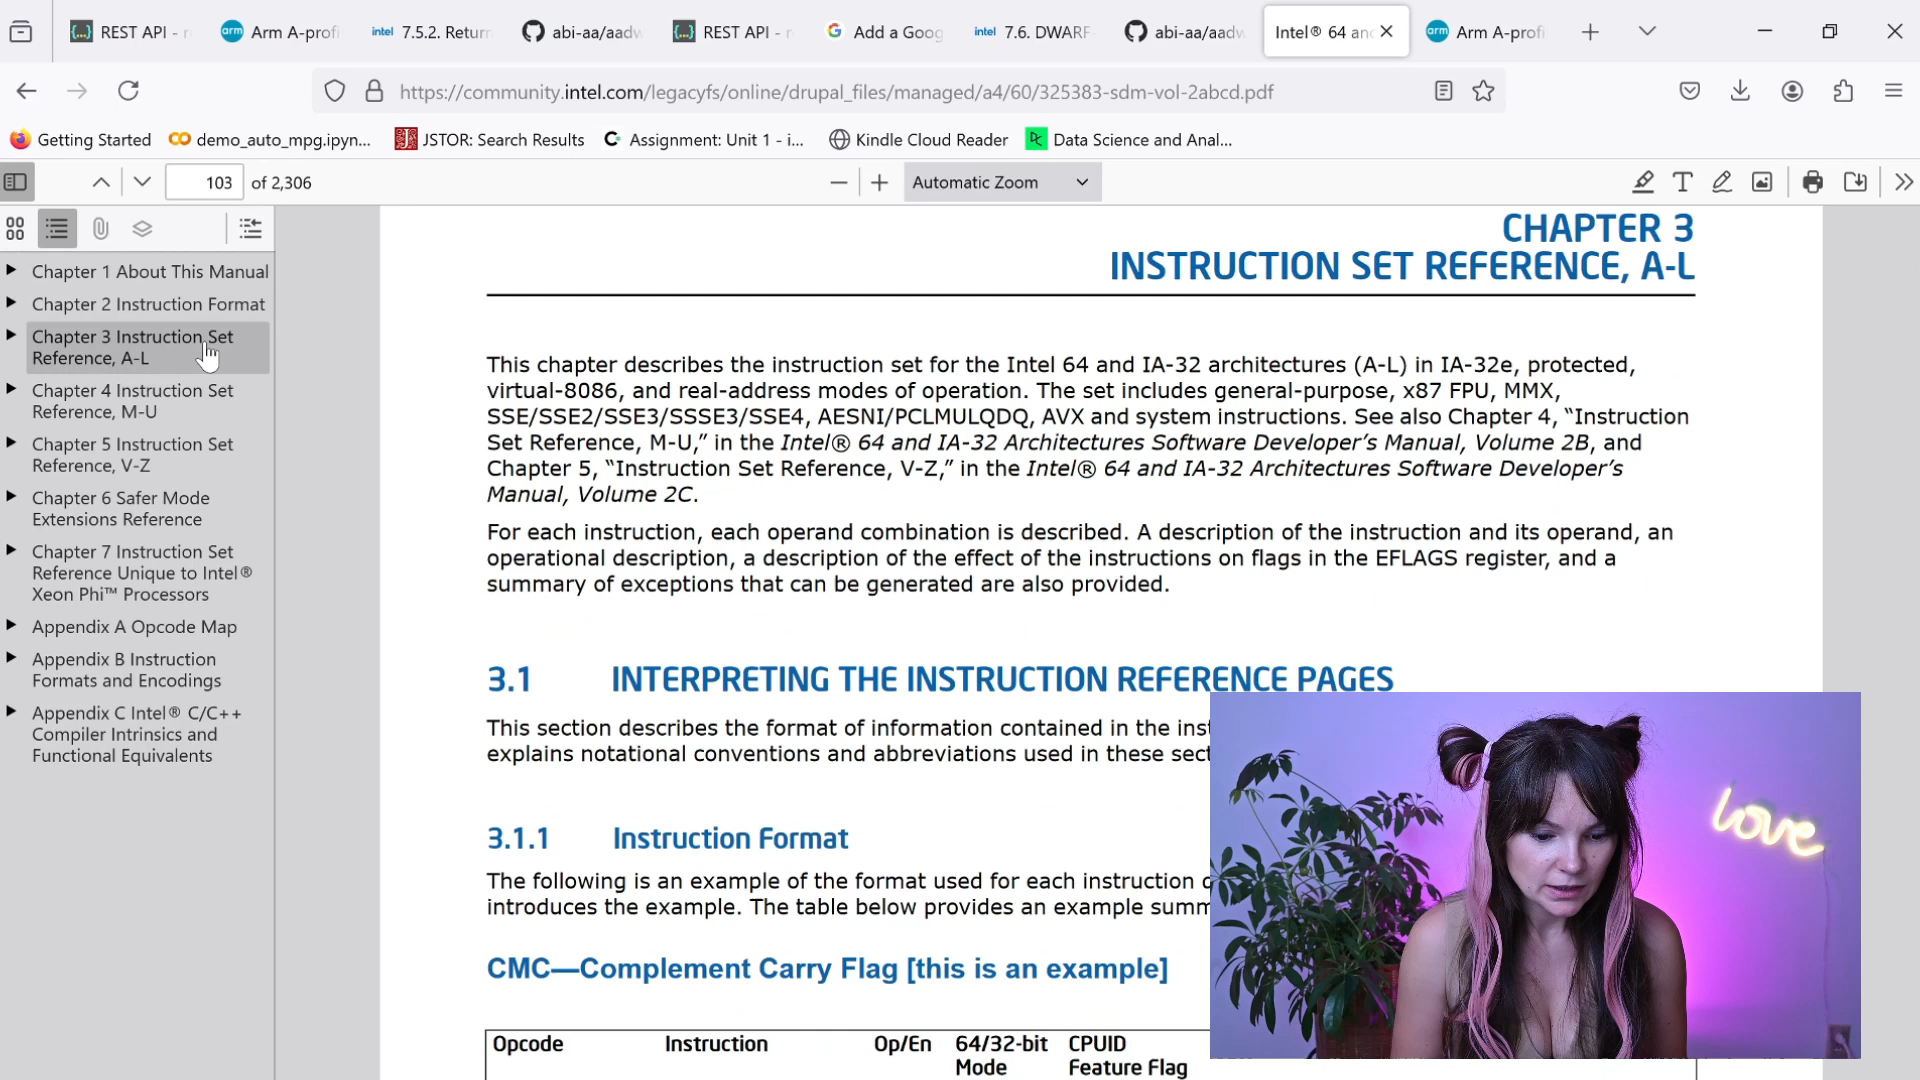 REST API - r
Arm A-profi
intel 7.5.2. Return
abi-aa/aadw
REST API - r
Add a Goog
intel 7.6. DWARF
abi-aa/aadw
Intel® 64 and
Arm A-profi
https://community.intel.com/legacyfs/online/drupal_files/managed/a4/60/325383-sdm-vol-2abcd.pdf
Getting Started
demo_auto_mpg.ipyn...
JSTOR: Search Results
Assignment: Unit 1 - i...
Kindle Cloud Reader
Data Science and Anal...
103 of 2,306
Automatic Zoom
Chapter 1 About This Manual
Chapter 2 Instruction Format
Chapter 3 Instruction Set
Reference, A-L
Chapter 4 Instruction Set
Reference, M-U
Chapter 5 Instruction Set
Reference, V-Z
Chapter 6 Safer Mode
Extensions Reference
Chapter 7 Instruction Set
Reference Unique to Intel®
Xeon Phi™ Processors
Appendix A Opcode Map
Appendix B Instruction
Formats and Encodings
Appendix C Intel® C/C++
Compiler Intrinsics and
Functional Equivalents
CHAPTER 3
INSTRUCTION SET REFERENCE, A-L
This chapter describes the instruction set for the Intel 64 and IA-32 architectures (A-L) in IA-32e, protected,
virtual-8086, and real-address modes of operation. The set includes general-purpose, x87 FPU, MMX,
SSE/SSE2/SSE3/SSSE3/SSE4, AESNI/PCLMULQDQ, AVX and system instructions. See also Chapter 4, “Instruction
Set Reference, M-U,” in the Intel® 64 and IA-32 Architectures Software Developer’s Manual, Volume 2B, and
Chapter 5, “Instruction Set Reference, V-Z,” in the Intel® 64 and IA-32 Architectures Software Developer’s
Manual, Volume 2C.
For each instruction, each operand combination is described. A description of the instruction and its operand, an
operational description, a description of the effect of the instructions on flags in the EFLAGS register, and a
summary of exceptions that can be generated are also provided.
3.1 INTERPRETING THE INSTRUCTION REFERENCE PAGES
This section describes the format of information contained in the inst
explains notational conventions and abbreviations used in these sect
3.1.1 Instruction Format
The following is an example of the format used for each instruction d
introduces the example. The table below provides an example summ
CMC—Complement Carry Flag [this is an example]
Opcode Instruction Op/En 64/32-bit CPUID
Mode Feature Flag
love